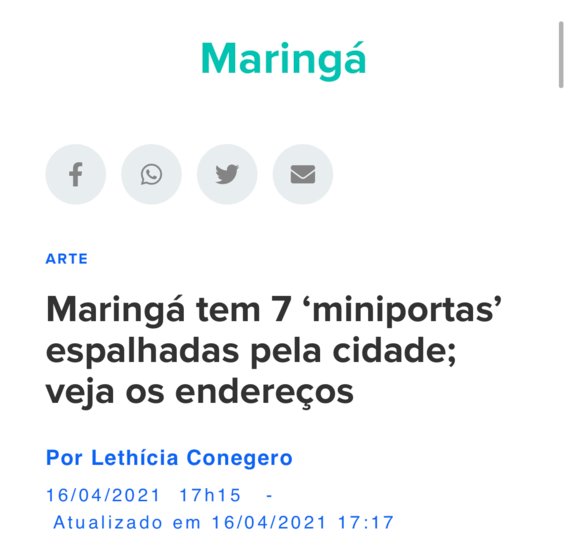 Maringá
ARTE
Maringá tem 7 ‘miniportas’
espalhadas pela cidade;
veja os endereços
Por Lethícia Conegero
16/04/2021 17h15 -
Atualizado em 16/04/2021 17:17